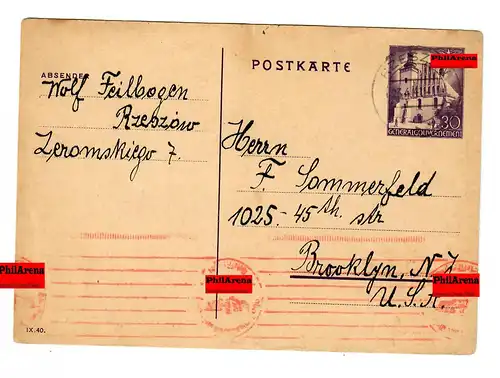 PhilArena
POSTKARTE
ABSENDER
Wolf Feilbogen
Rzeszów
Zeromskiego 7.
30
GENERALGOUVERNEMENT
Herrn
F. Sommerfeld
1025-45th. str
Brooklyn, N.Y.
U.S.A.
PhilArena
PhilArena
PhilArena
IX.40.